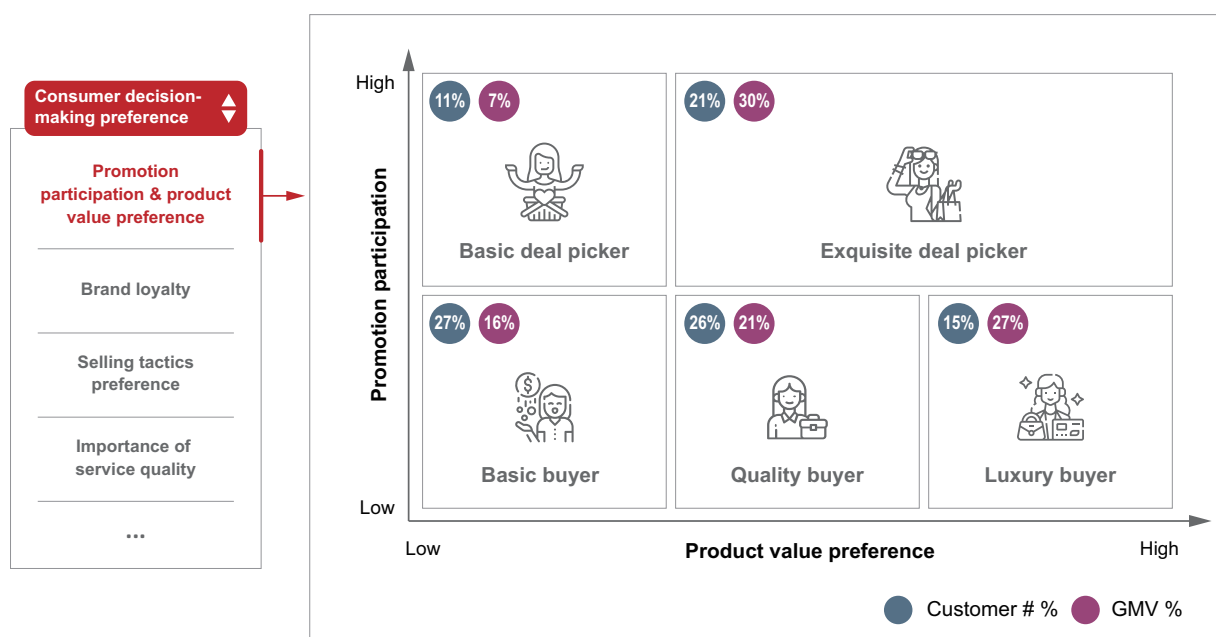 Consumer decision-
making preference
Promotion
participation & product
value preference
Brand loyalty
Selling tactics
preference
Importance of
service quality
...
Promotion participation
High
Low
11%
7%
Basic deal picker
21%
30%
Exquisite deal picker
27%
16%
$
Basic buyer
26%
21%
Quality buyer
15%
27%
Luxury buyer
Low
Product value preference
High
Customer # %
GMV %